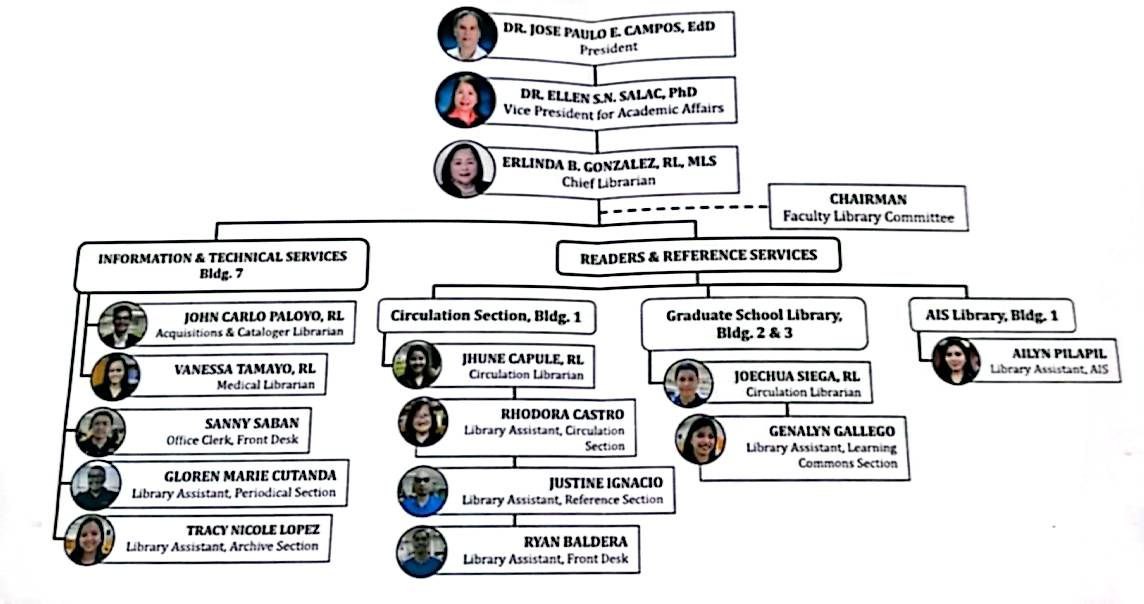 DR. JOSE PAULO E. CAMPOS, EdD
President
DR. ELLEN S.N. SALAC, PhD
Vice President for Academic Affairs
ERLINDA B. GONZALEZ, RL, MLS
Chief Librarian
CHAIRMAN
Faculty Library Committee
INFORMATION & TECHNICAL SERVICES
Bldg. 7
JOHN CARLO PALOYO, RL
Acquisitions & Cataloger Librarian
VANESSA TAMAYO, RL
Medical Librarian
SANNY SABAN
Office Clerk, Front Desk
GLOREN MARIE CUTANDA
Library Assistant, Periodical Section
TRACY NICOLE LOPEZ
Library Assistant, Archive Section
READERS & REFERENCE SERVICES
Circulation Section, Bldg. 1
JHUNE CAPULE, RL
Circulation Librarian
RHODORA CASTRO
Library Assistant, Circulation
Section
JUSTINE IGNACIO
Library Assistant, Reference Section
RYAN BALDERA
Library Assistant, Front Desk
Graduate School Library,
Bldg. 2 & 3
JOECHUA SIEGA, RL
Circulation Librarian
GENALYN GALLEGO
Library Assistant, Learning
Commons Section
AIS Library, Bldg. 1
AILYN PILAPIL
Library Assistant, AIS